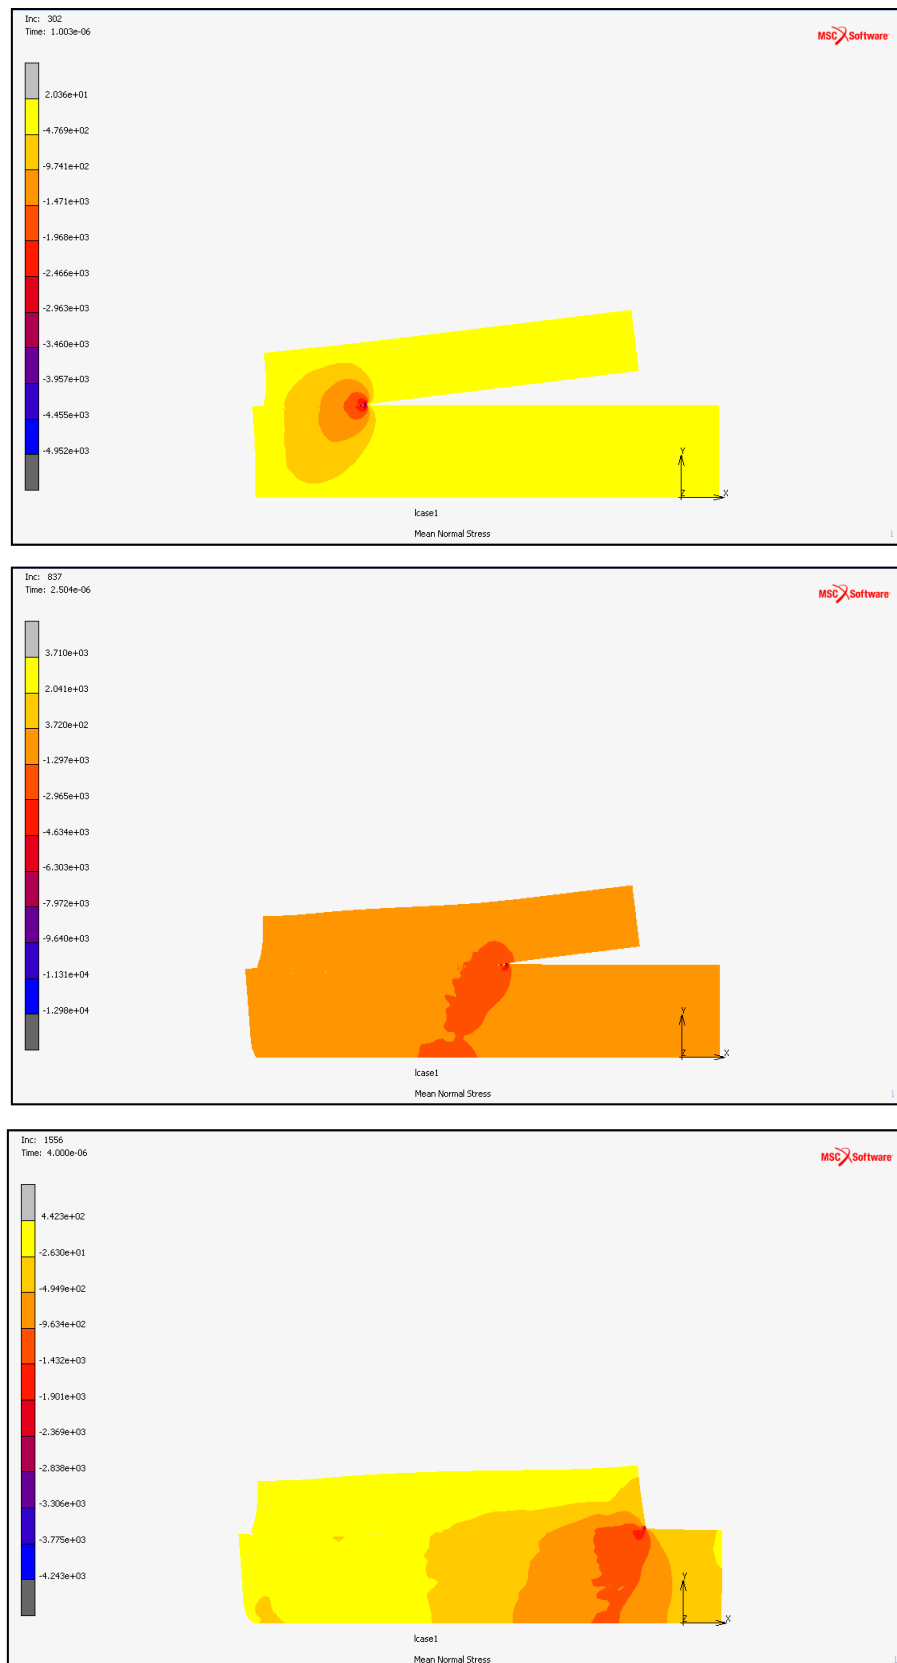 Inc: 302
Time: 1.003e-06
MSC Software
2.036e+01
-4.769e+02
-9.741e+02
-1.471e+03
-1.968e+03
-2.466e+03
-2.963e+03
-3.460e+03
-3.957e+03
-4.455e+03
-4.952e+03
Y
Z X
lcase1
Mean Normal Stress
1
Inc: 837
Time: 2.504e-06
MSC Software
3.710e+03
2.041e+03
3.720e+02
-1.297e+03
-2.965e+03
-4.634e+03
-6.303e+03
-7.972e+03
-9.640e+03
-1.131e+04
-1.298e+04
Y
Z X
lcase1
Mean Normal Stress
1
Inc: 1556
Time: 4.000e-06
MSC Software
4.423e+02
-2.630e+01
-4.949e+02
-9.634e+02
-1.432e+03
-1.901e+03
-2.369e+03
-2.838e+03
-3.306e+03
-3.775e+03
-4.243e+03
Y
Z X
lcase1
Mean Normal Stress
1